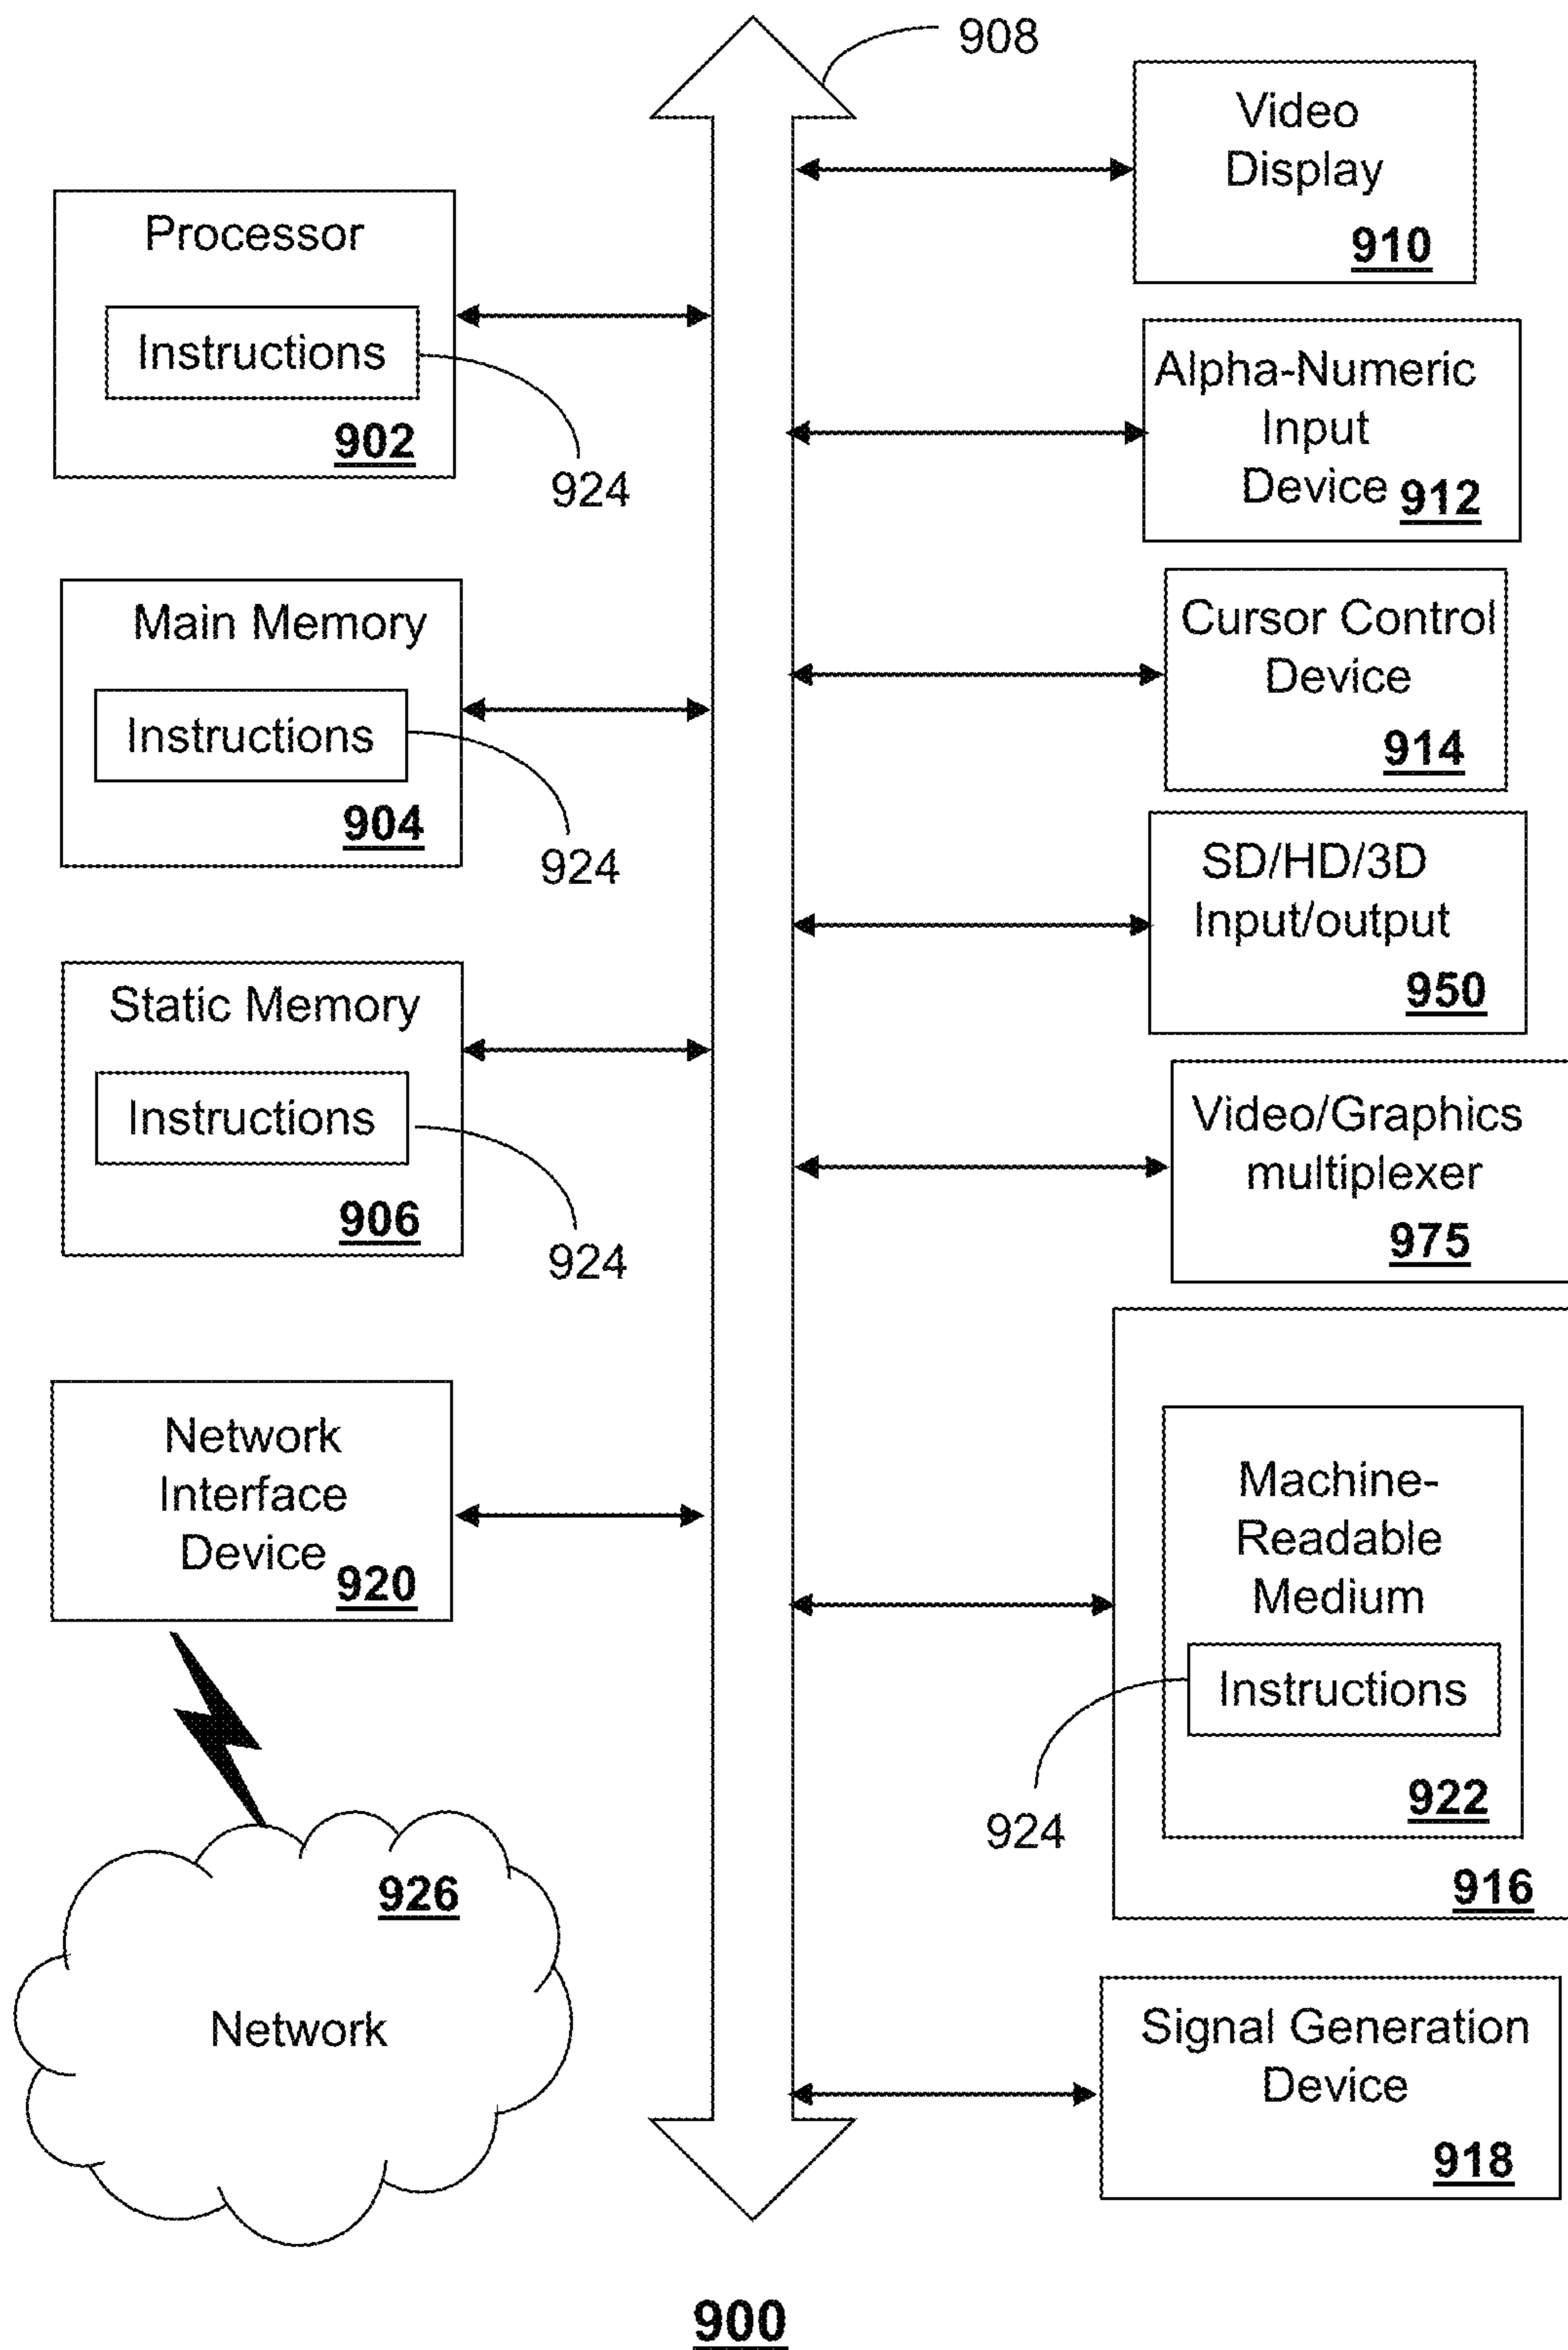 908
Video
Display
910
Processor
Instructions
902
924
Alpha-Numeric
Input
Device 912
Main Memory
Instructions
904
924
Cursor Control
Device
914
SD/HD/3D
Input/output
950
Static Memory
Instructions
906
924
Video/Graphics
multiplexer
975
Network
Interface
Device
920
Machine-
Readable
Medium
Instructions
922
924
916
926
Network
Signal Generation
Device
918
900